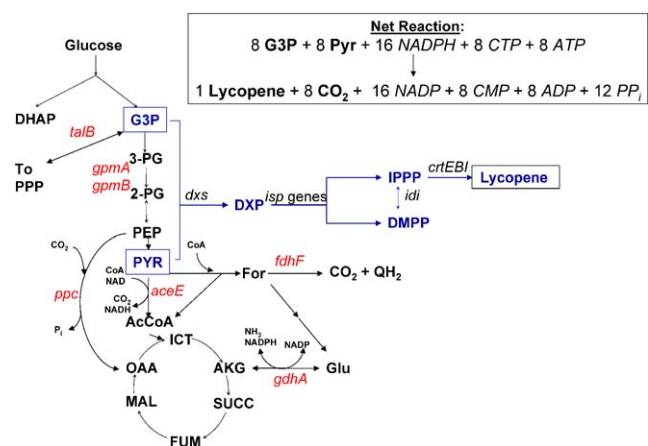 Net Reaction:
8 G3P + 8 Pyr + 16 NADPH + 8 CTP + 8 ATP
1 Lycopene + 8 CO₂ + 16 NADP + 8 CMP + 8 ADP + 12 PPᵢ
Glucose
DHAP
G3P
talB
To
PPP
gpmA
gpmB
3-PG
2-PG
dxs
DXP
isp genes
IPPP
crtEBI
Lycopene
idi
DMPP
PEP
CO₂
PYR
CoA
For
fdhF
CO₂ + QH₂
CoA
NAD
aceE
CO₂
NADH
ppc
Pᵢ
AcCoA
ICT
NH₃
NADPH
NADP
OAA
AKG
gdhA
Glu
MAL
SUCC
FUM